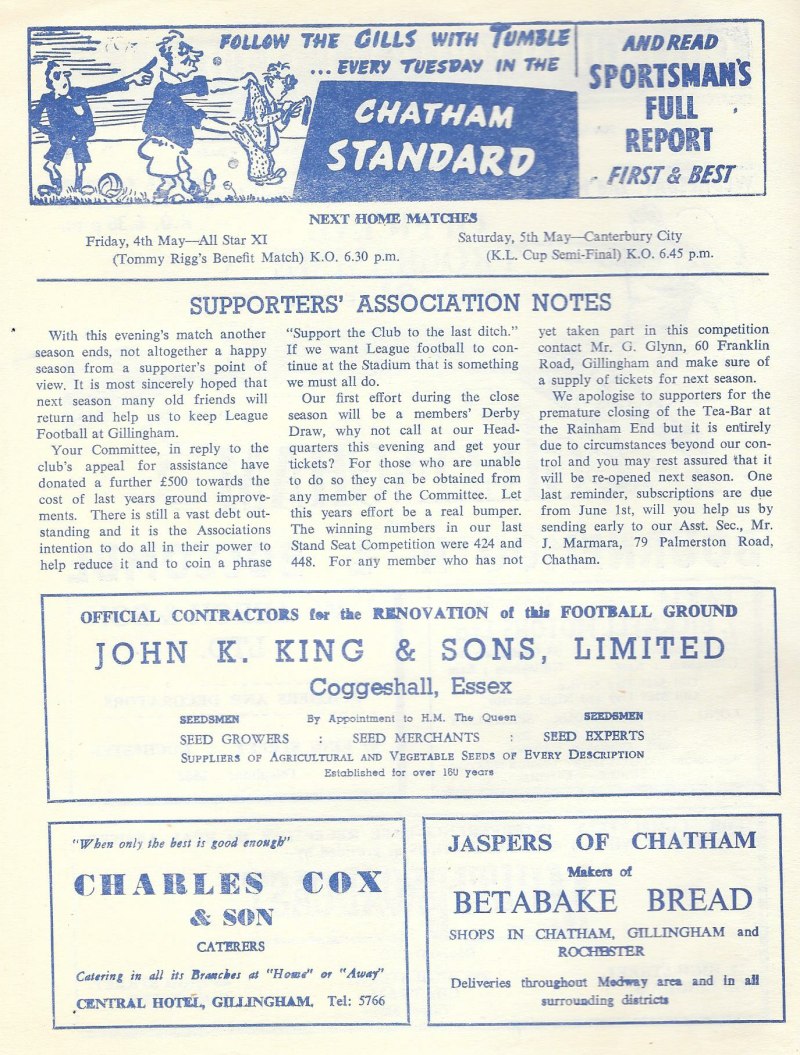 FOLLOW THE GILLS WITH TUMBLE
... EVERY TUESDAY IN THE
CHATHAM
STANDARD
AND READ
SPORTSMAN'S
FULL
REPORT
- FIRST & BEST
NEXT HOME MATCHES
Friday, 4th May—All Star XI
(Tommy Rigg's Benefit Match) K.O. 6.30 p.m.
Saturday, 5th May—Canterbury City
(K.L. Cup Semi-Final) K.O. 6.45 p.m.
SUPPORTERS' ASSOCIATION NOTES
With this evening's match another
season ends, not altogether a happy
season from a supporter's point of
view. It is most sincerely hoped that
next season many old friends will
return and help us to keep League
Football at Gillingham.
Your Committee, in reply to the
club's appeal for assistance have
donated a further £500 towards the
cost of last years ground improve-
ments. There is still a vast debt out-
standing and it is the Associations
intention to do all in their power to
help reduce it and to coin a phrase
"Support the Club to the last ditch."
If we want League football to con-
tinue at the Stadium that is something
we must all do.
Our first effort during the close
season will be a members' Derby
Draw, why not call at our Head-
quarters this evening and get your
tickets? For those who are unable
to do so they can be obtained from
any member of the Committee. Let
this years effort be a real bumper.
The winning numbers in our last
Stand Seat Competition were 424 and
448. For any member who has not
yet taken part in this competition
contact Mr. G. Glynn, 60 Franklin
Road, Gillingham and make sure of
a supply of tickets for next season.
We apologise to supporters for the
premature closing of the Tea-Bar at
the Rainham End but it is entirely
due to circumstances beyond our con-
trol and you may rest assured that it
will be re-opened next season. One
last reminder, subscriptions are due
from June 1st, will you help us by
sending early to our Asst. Sec., Mr.
J. Marmara, 79 Palmerston Road,
Chatham.
OFFICIAL CONTRACTORS for the RENOVATION of this FOOTBALL GROUND
JOHN K. KING & SONS, LIMITED
Coggeshall, Essex
SEEDSMEN By Appointment to H.M. The Queen SEEDSMEN
SEED GROWERS : SEED MERCHANTS : SEED EXPERTS
SUPPLIERS OF AGRICULTURAL AND VEGETABLE SEEDS OF EVERY DESCRIPTION
Established for over 160 years
"When only the best is good enough"
CHARLES COX
& SON
CATERERS
Catering in all its Branches at "Home" or "Away"
CENTRAL HOTEL, GILLINGHAM. Tel: 5766
JASPERS OF CHATHAM
Makers of
BETABAKE BREAD
SHOPS IN CHATHAM, GILLINGHAM and
ROCHESTER
Deliveries throughout Medway area and in all
surrounding districts